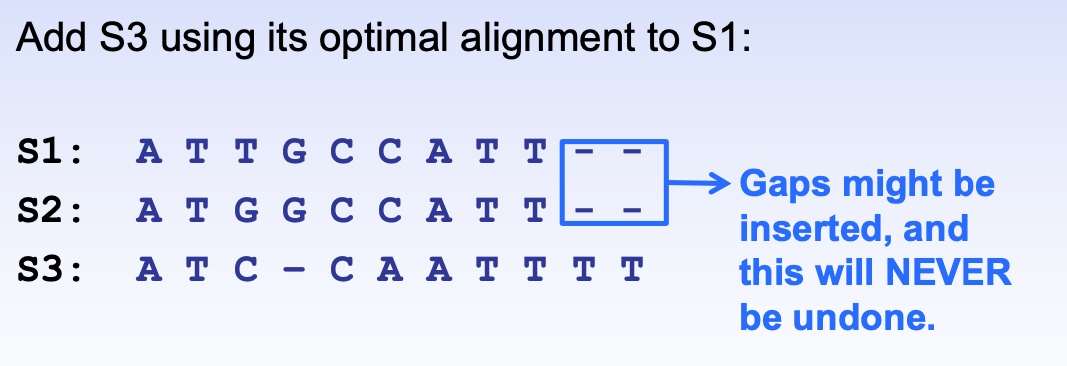 Add S3 using its optimal alignment to S1:
S1: A T T G C C A T T - -
S2: A T G G C C A T T - -
S3: A T C - C A A T T T T
Gaps might be
inserted, and
this will NEVER
be undone.